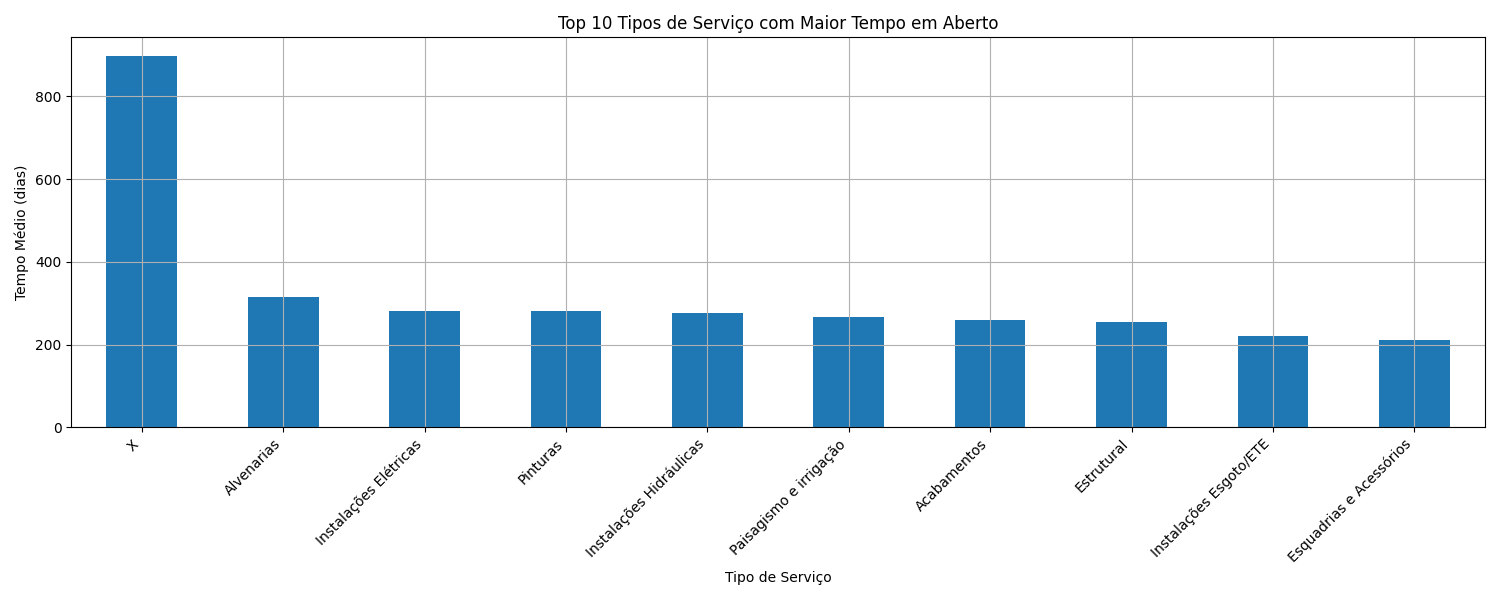 Top 10 Tipos de Serviço com Maior Tempo em Aberto
Tempo Médio (dias)
800
600
400
200
0
X
Alvenarias
Instalações Elétricas
Pinturas
Instalações Hidráulicas
Paisagismo e irrigação
Acabamentos
Estrutural
Instalações Esgoto/ETE
Esquadrias e Acessórios
Tipo de Serviço